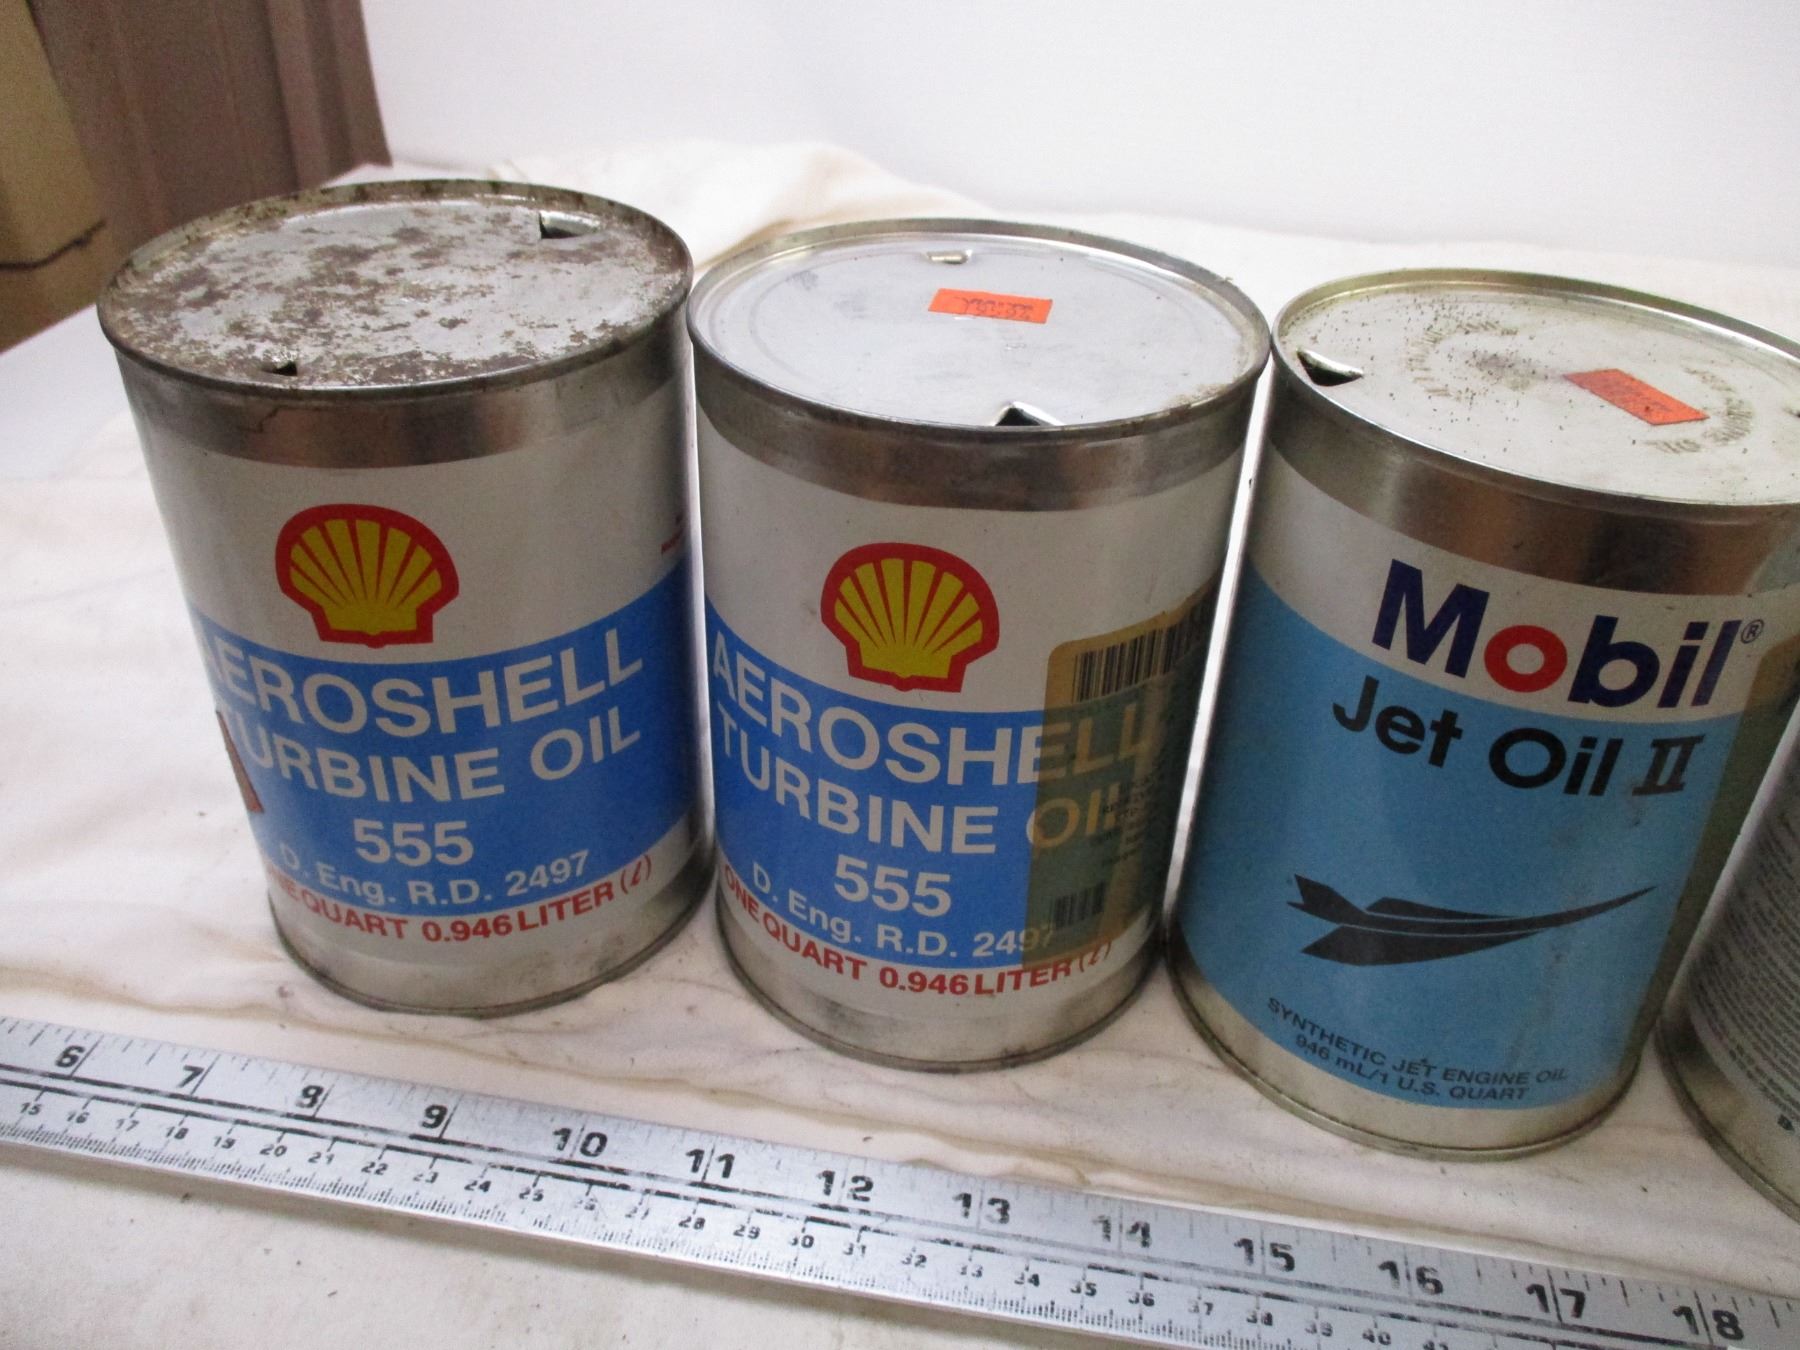 AEROSHELL
TURBINE OIL
555
D. Eng. R.D. 2497
ONE QUART 0.946 LITER (ℓ)
AEROSHELL
TURBINE OIL
555
D. Eng. R.D. 2497
ONE QUART 0.946 LITER (ℓ)
Mobil®
Jet Oil II
SYNTHETIC JET ENGINE OIL
946 mL/1 U.S. QUART
6 7 8 9 10 11 12 13 14 15 16 17 18
15 16 17 18 19 20 21 22 23 24 25 26 27 28 29 30 31 32 33 34 35 36 37 38 39 40 41